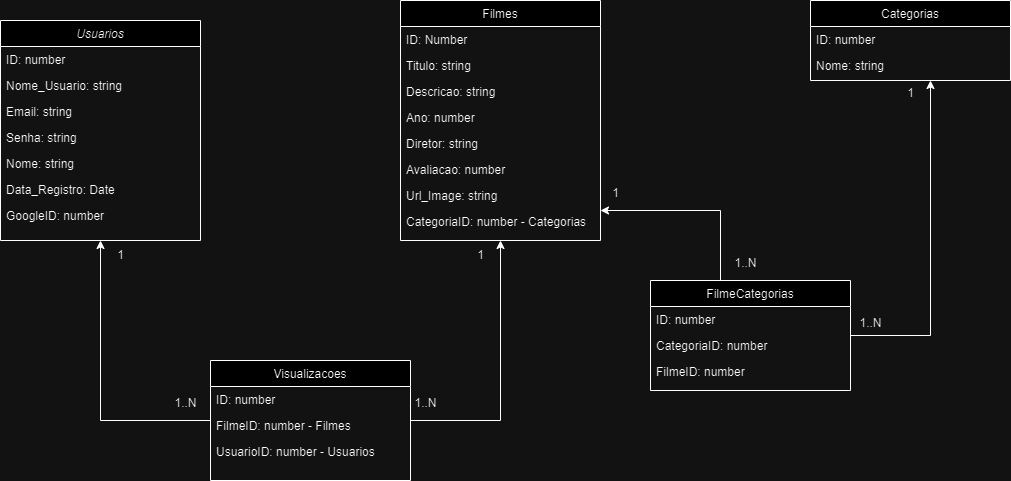 Usuarios
ID: number
Nome_Usuario: string
Email: string
Senha: string
Nome: string
Data_Registro: Date
GoogleID: number
1
Filmes
ID: Number
Titulo: string
Descricao: string
Ano: number
Diretor: string
Avaliacao: number
Url_Image: string
CategoriaID: number - Categorias
1
1
Categorias
ID: number
Nome: string
1
1..N
FilmeCategorias
ID: number
CategoriaID: number
FilmeID: number
1..N
1..N
Visualizacoes
ID: number
FilmeID: number - Filmes
UsuarioID: number - Usuarios
1..N